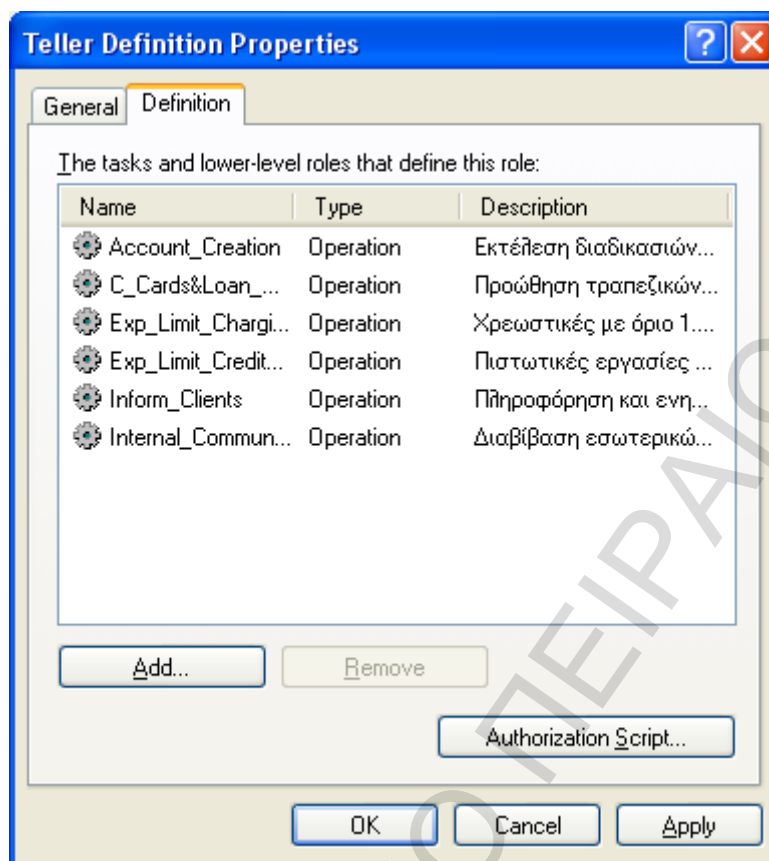 Teller Definition Properties
General Definition
The tasks and lower-level roles that define this role:
Name Type Description
Account_Creation Operation Εκτέλεση διαδικασιών...
C_Cards&Loan_... Operation Προώθηση τραπεζικών...
Exp_Limit_Chargi... Operation Χρεωστικές με όριο 1....
Exp_Limit_Credit... Operation Πιστωτικές εργασίες ...
Inform_Clients Operation Πληροφόρηση και ενη...
Internal_Commun... Operation Διαβίβαση εσωτερικώ...
Add... Remove
Authorization Script...
OK Cancel Apply
Ο ΠΕΙΡΑΙΟ